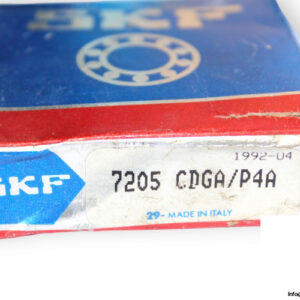 SKF
1992-04
SKF
7205 CDGA/P4A
29- MADE IN ITALY